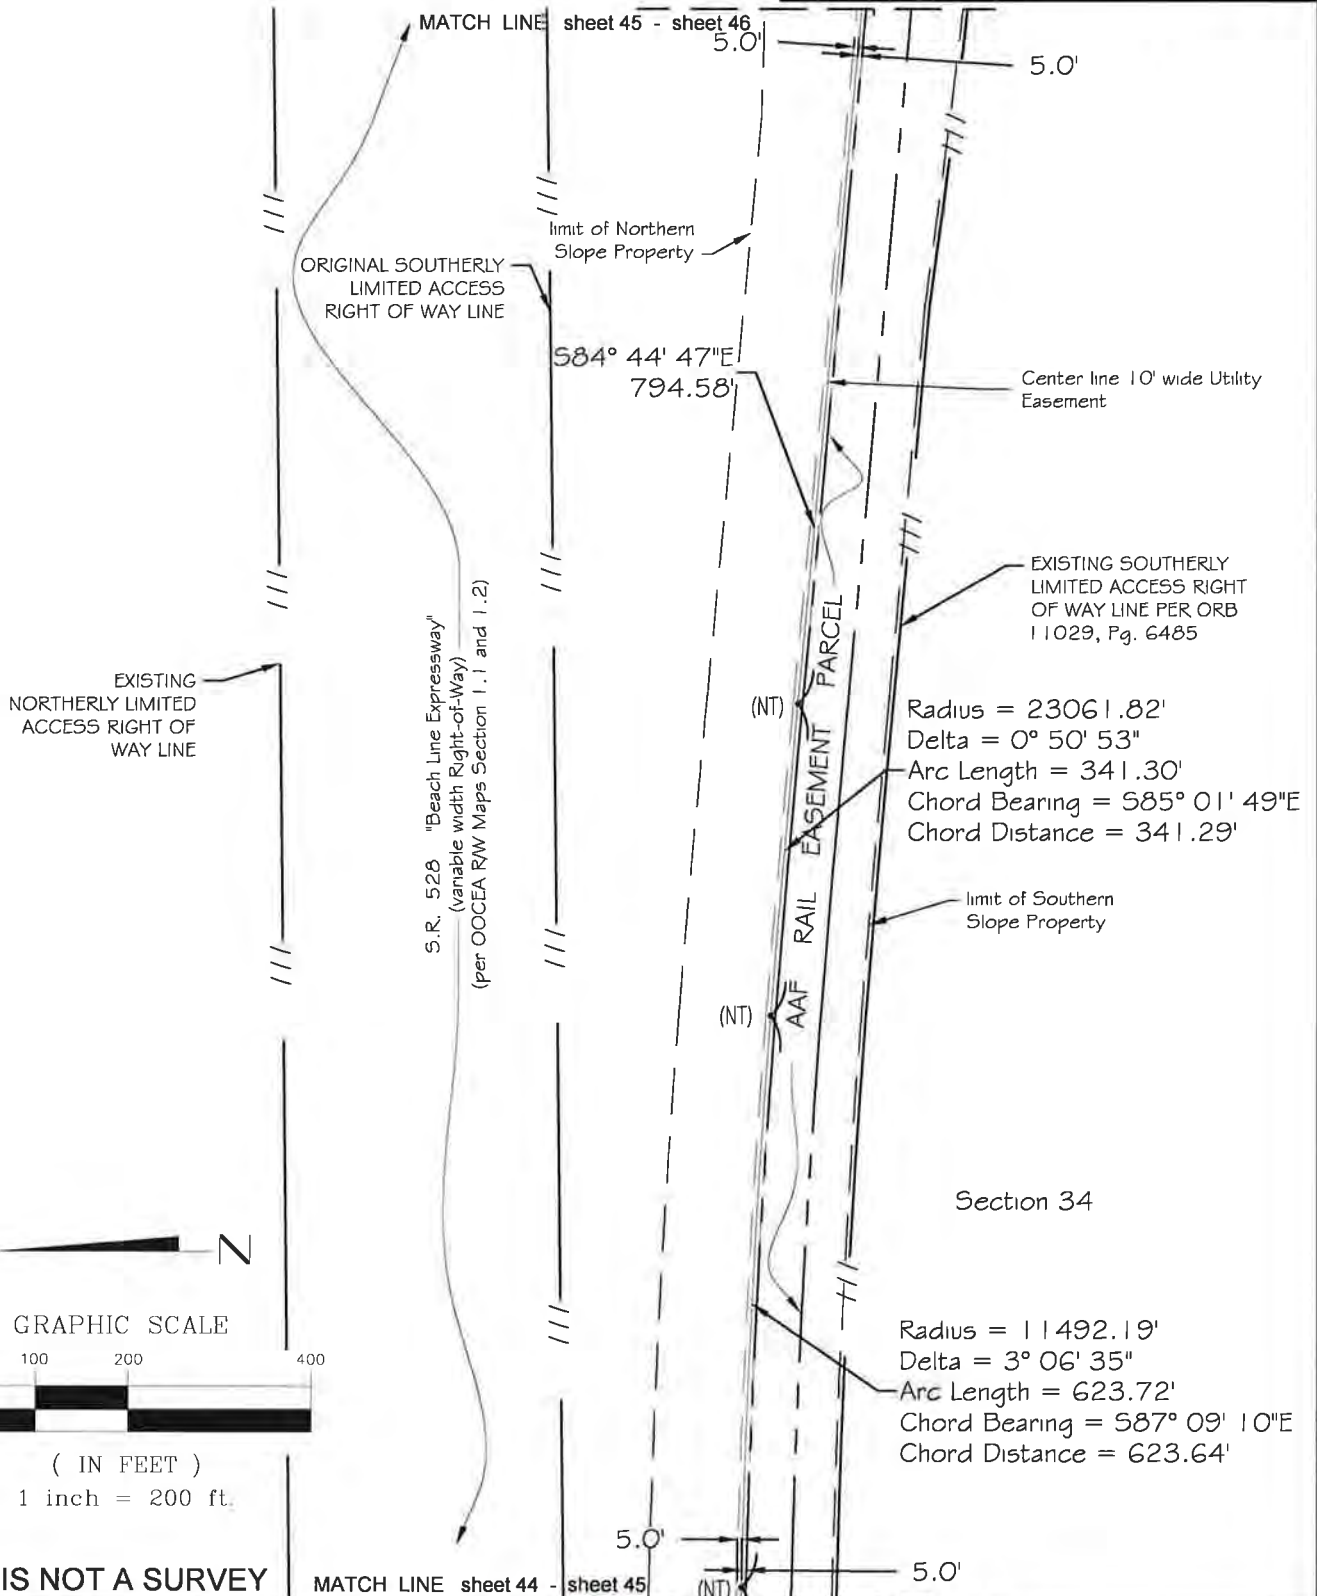 MATCH LINE sheet 45 - sheet 46
5.0'
5.0'
limit of Northern
Slope Property
ORIGINAL SOUTHERLY
LIMITED ACCESS
RIGHT OF WAY LINE
S84° 44' 47"E
794.58'
Center line 10' wide Utility
Easement
EXISTING SOUTHERLY
LIMITED ACCESS RIGHT
OF WAY LINE PER ORB
11029, Pg. 6485
EXISTING
NORTHERLY LIMITED
ACCESS RIGHT OF
WAY LINE
S.R. 528 "Beach Line Expressway"
(variable width Right-of-Way)
(per OOCEA R/W Maps Section 1.1 and 1.2)
(NT)
AAF RAIL EASEMENT PARCEL
Radius = 23061.82'
Delta = 0° 50' 53"
Arc Length = 341.30'
Chord Bearing = S85° 01' 49"E
Chord Distance = 341.29'
limit of Southern
Slope Property
(NT)
Section 34
N
GRAPHIC SCALE
100 200 400
( IN FEET )
1 inch = 200 ft.
Radius = 11492.19'
Delta = 3° 06' 35"
Arc Length = 623.72'
Chord Bearing = S87° 09' 10"E
Chord Distance = 623.64'
5.0'
5.0'
IS NOT A SURVEY
MATCH LINE sheet 44 - sheet 45
(NT)